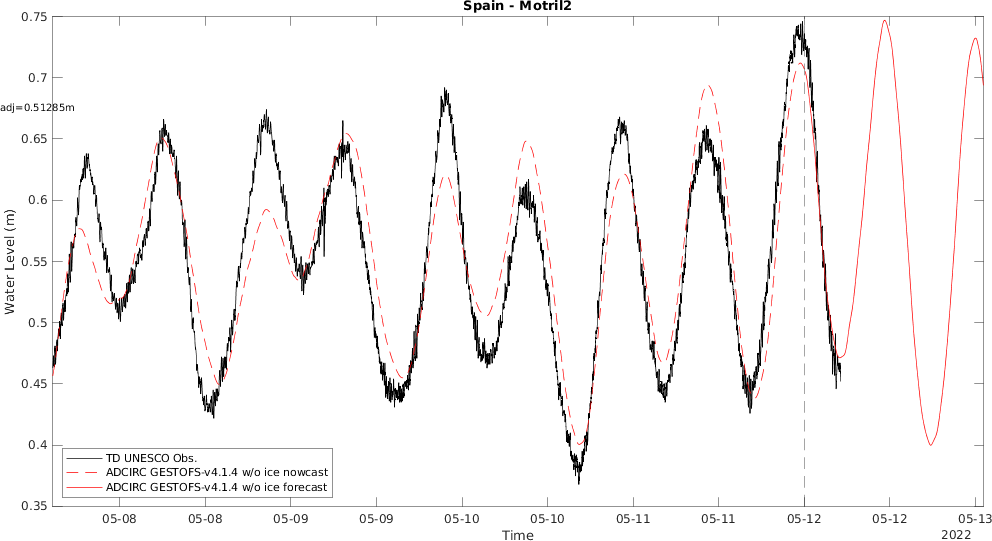 Spain - Motril2
0.75
0.7
adj=0.51285m
0.65
0.6
0.55
0.5
0.45
0.4
0.35
Water Level (m)
TD UNESCO Obs.
ADCIRC GESTOFS-v4.1.4 w/o ice nowcast
ADCIRC GESTOFS-v4.1.4 w/o ice forecast
05-08 05-08 05-09 05-09 05-10 05-10 05-11 05-11 05-12 05-12 05-13
Time
2022